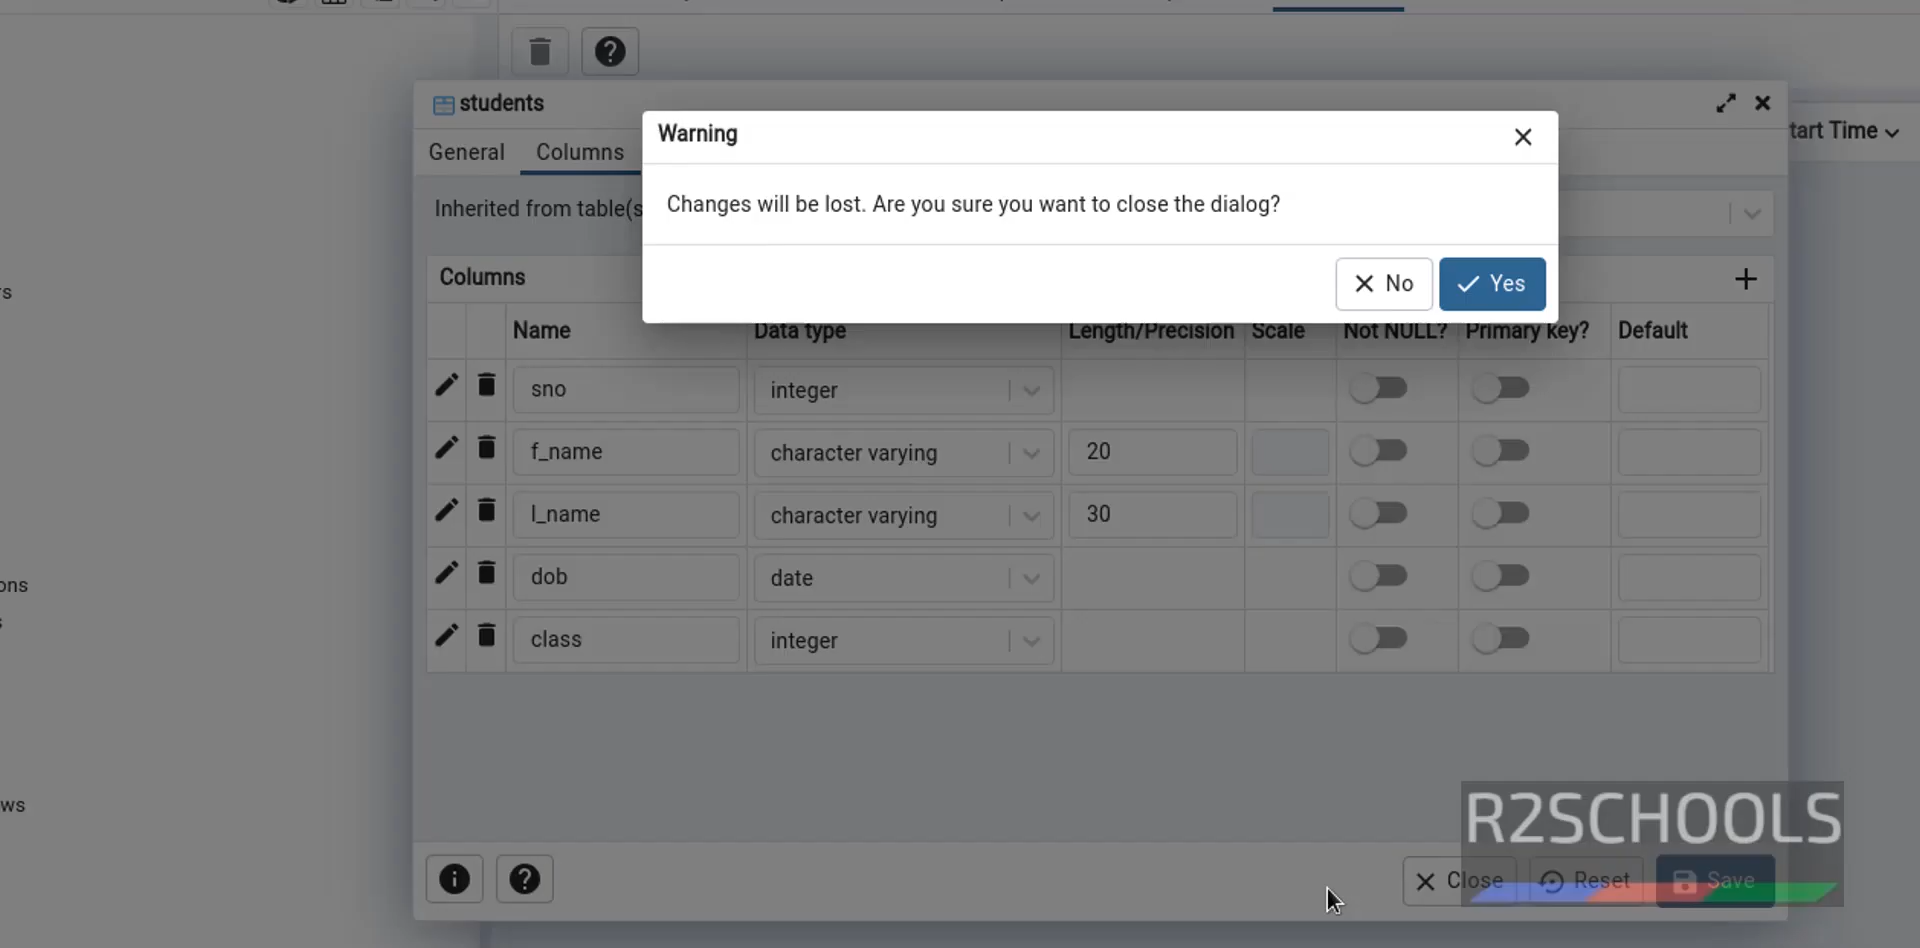 students
Warning
Changes will be lost. Are you sure you want to close the dialog?
No Yes
tart Time
General Columns
Inherited from table(s
Columns
Name Data type Length/Precision Scale Not NULL? Primary key? Default
sno integer
f_name character varying 20
l_name character varying 30
dob date
class integer
rs
ons
s
ws
R2SCHOOLS
Close Reset Save